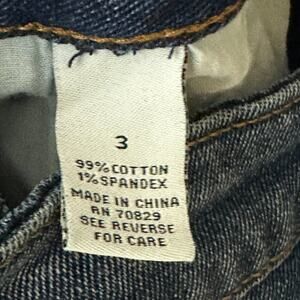 3
99% COTTON
1% SPANDEX
MADE IN CHINA
RN 70829
SEE REVERSE
FOR CARE